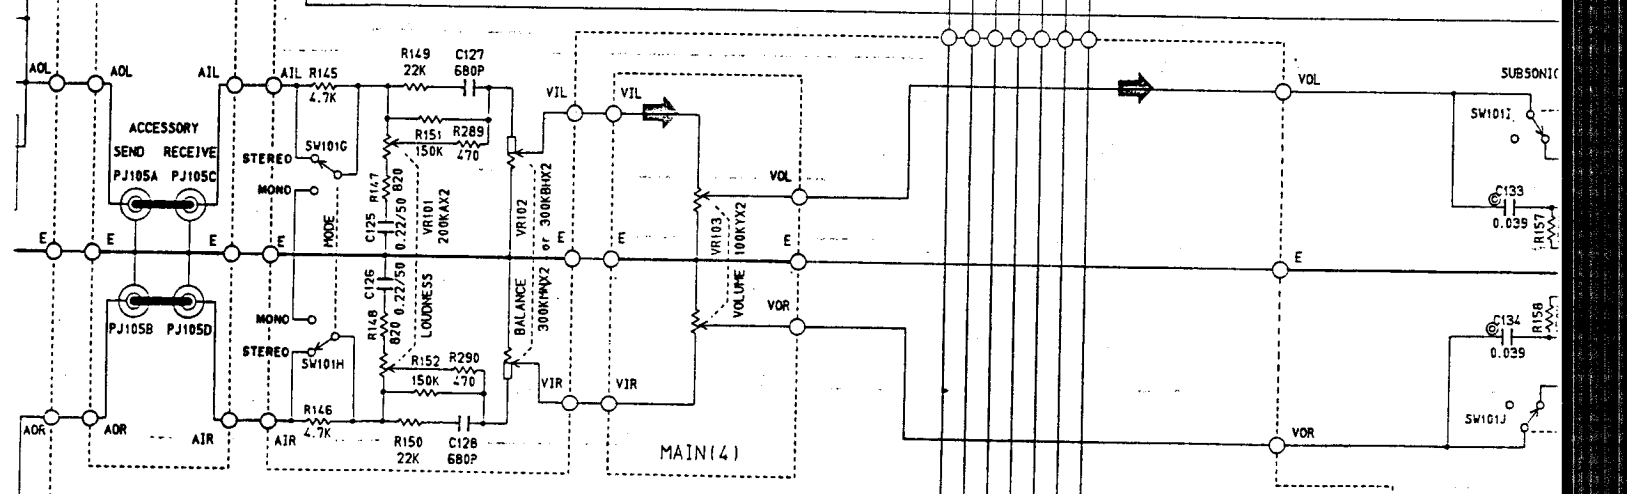 AOL
AOL
AIL
AIL
R145
4.7K
R149
22K
C127
680P
VIL
VIL
VOL
SUBSONIC
SW101I
ACCESSORY
SEND
RECEIVE
PJ105A
PJ105C
STEREO
SW101G
MONO
MODE
R151
150K
R289
470
R147
820
C125
0.22/50
VR101
200KAX2
LOUDNESS
VR102
or 300KBHX2
BALANCE
300KMNX2
VOL
VR103
100KYX2
VOLUME
C133
0.039
R157
E
E
E
E
E
E
E
E
C126
0.22/50
R148
820
MONO
STEREO
SW101H
PJ105B
PJ105D
VOR
R158
C134
0.039
R152
150K
R290
470
VIR
VIR
R146
4.7K
R150
22K
C128
680P
AOR
AOR
AIR
AIR
MAIN(4)
VOR
SW101J